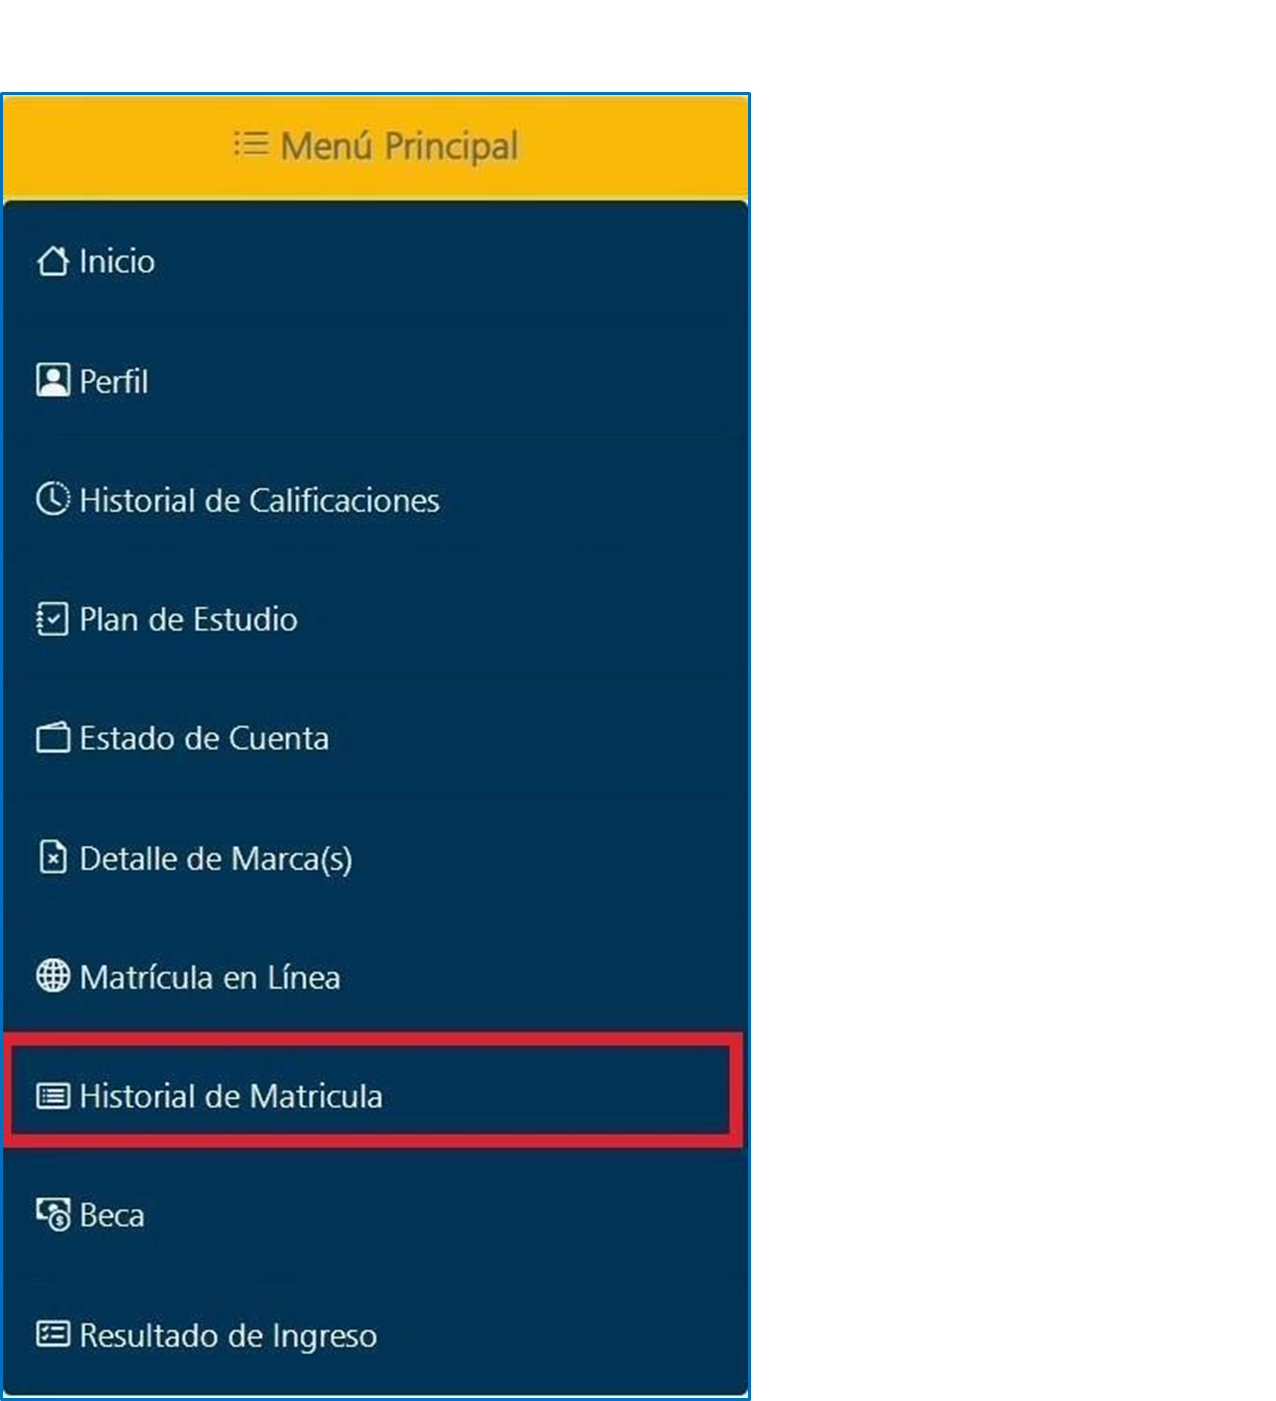 Menú Principal
Inicio
Perfil
Historial de Calificaciones
Plan de Estudio
Estado de Cuenta
Detalle de Marca(s)
Matrícula en Línea
Historial de Matricula
Beca
Resultado de Ingreso